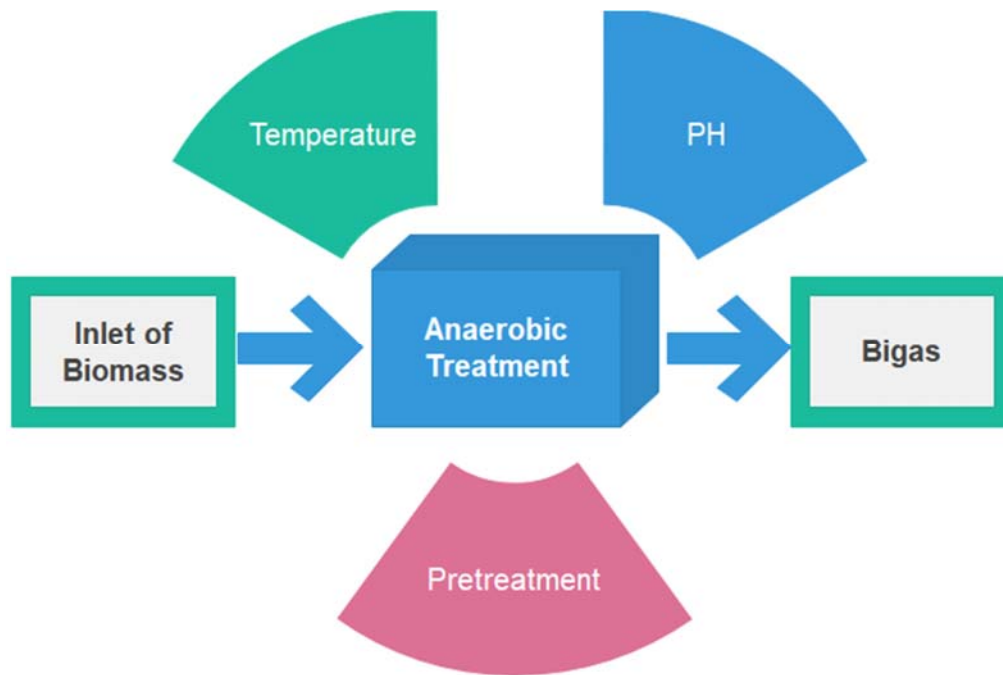 Temperature
PH
Inlet of
Biomass
Anaerobic
Treatment
Bigas
Pretreatment